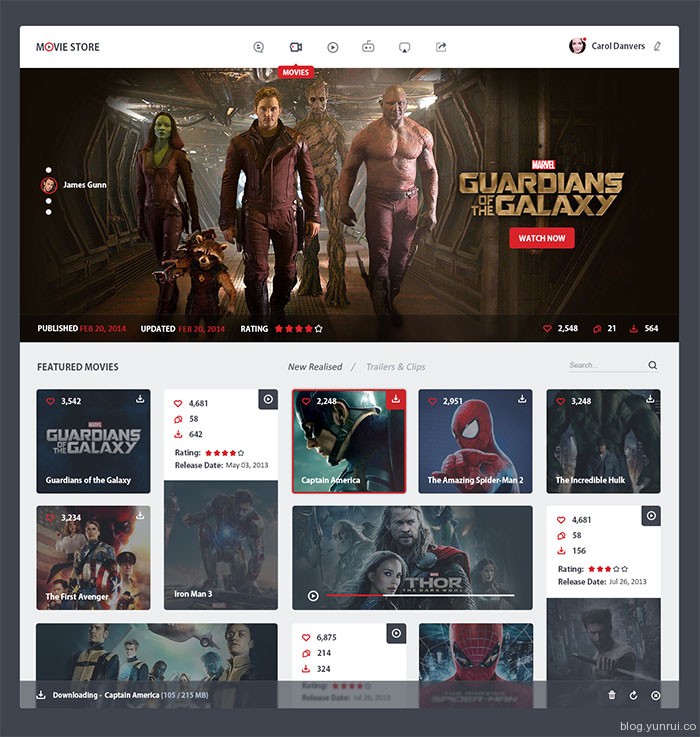 MOVIE STORE
Carol Danvers
MOVIES
James Gunn
MARVEL
GUARDIANS
OF THE GALAXY
WATCH NOW
PUBLISHED FEB 20, 2014 UPDATED FEB 20, 2014 RATING 2,548 21 564
FEATURED MOVIES New Realised / Trailers & Clips Search...
3,542
MARVEL
GUARDIANS
OF THE GALAXY
Guardians of the Galaxy
4,681
58
642
Rating:
Release Date: May 03, 2013
Iron Man 3
2,248
Captain America
2,951
The Amazing Spider-Man 2
3,248
The Incredible Hulk
3,234
The First Avenger
THOR
THE DARK WORLD
4,681
58
156
Rating:
Release Date: Jul 26, 2013
6,875
214
324
Rating:
Release Date: Jul 26, 2013
THE AMAZING
SPIDER-MAN
Downloading - Captain America (105 / 215 MB)
blog.yunrui.co